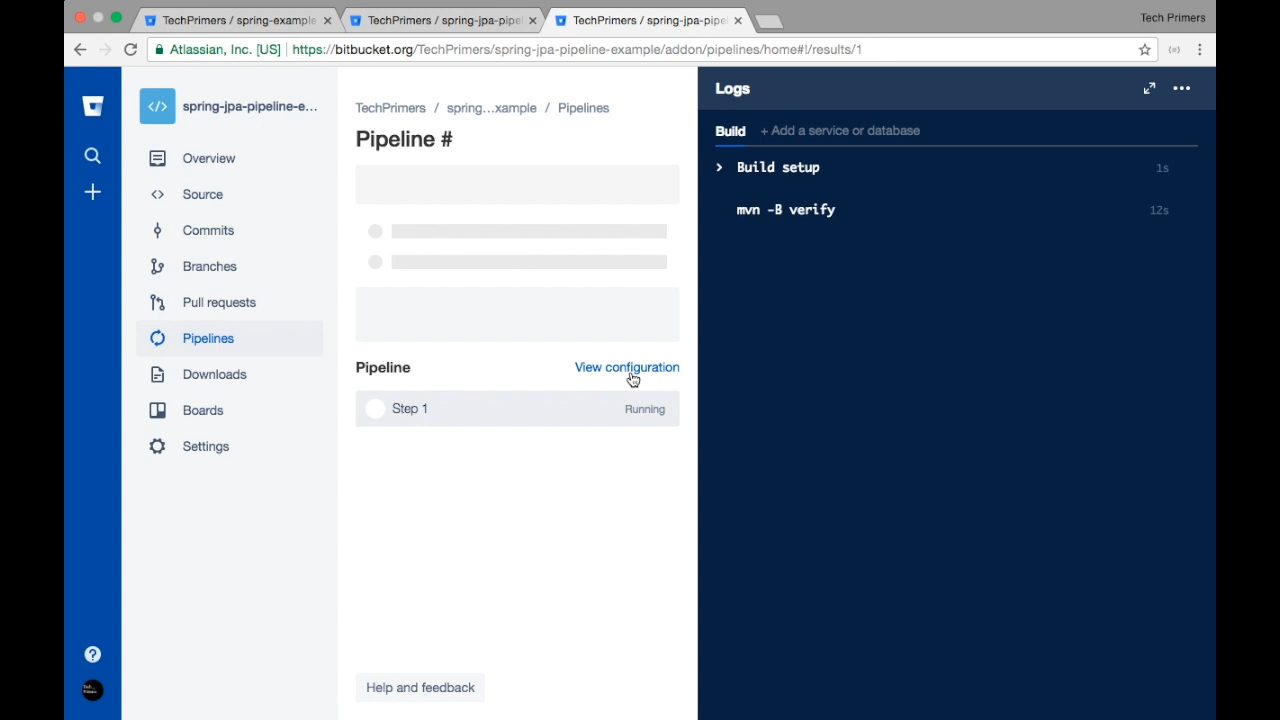 TechPrimers / spring-example
TechPrimers / spring-jpa-pipel
TechPrimers / spring-jpa-pipel
Tech Primers
Atlassian, Inc. [US]
https://bitbucket.org/TechPrimers/spring-jpa-pipeline-example/addon/pipelines/home#!/results/1
spring-jpa-pipeline-e...
Overview
Source
Commits
Branches
Pull requests
Pipelines
Downloads
Boards
Settings
TechPrimers / spring...xample / Pipelines
Pipeline #
Pipeline
View configuration
Step 1
Running
Help and feedback
Logs
Build
+ Add a service or database
Build setup
1s
mvn -B verify
12s